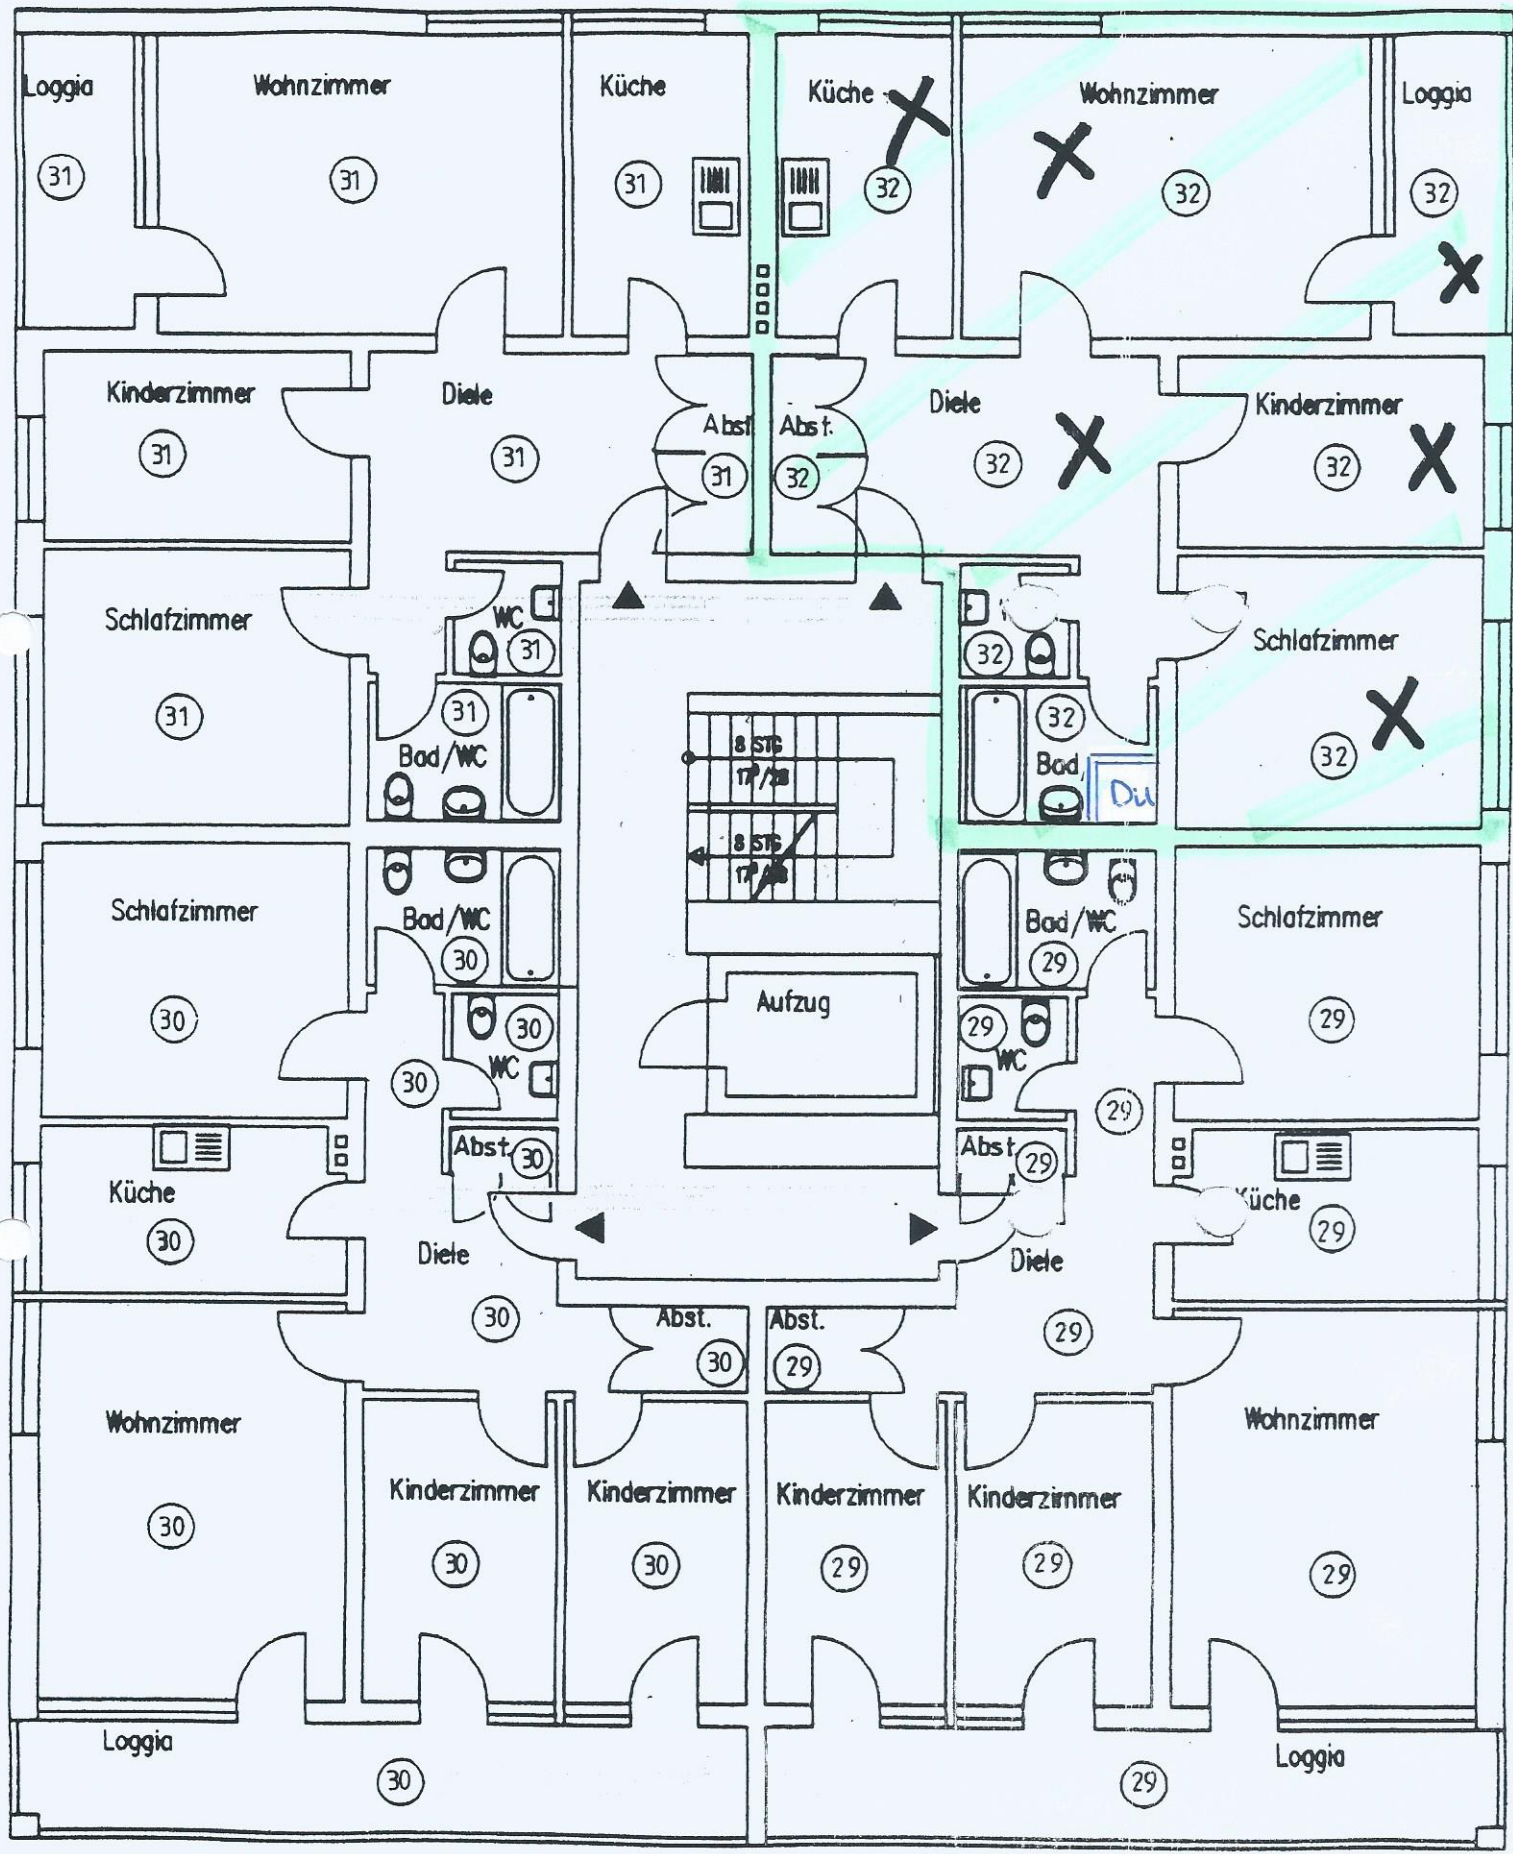 Loggia
Wohnzimmer
Küche
Küche
Wohnzimmer
Loggia
31
31
31
32
32
32
Kinderzimmer
Diele
Abst
Abst.
Diele
Kinderzimmer
31
31
31
32
32
32
Schlafzimmer
WC
31
32
Schlafzimmer
31
31
Bad/WC
8 STG
32
Bad
32
Du
8 STG
Schlafzimmer
Bad/WC
30
Bad/WC
29
Schlafzimmer
30
30
WC
Aufzug
29
WC
29
30
29
Abst.
30
Abst.
29
Küche
30
Diele
Diele
üche
29
30
Abst.
30
Abst.
29
29
Wohnzimmer
Wohnzimmer
Kinderzimmer
Kinderzimmer
Kinderzimmer
Kinderzimmer
30
30
30
29
29
29
Loggia
30
29
Loggia